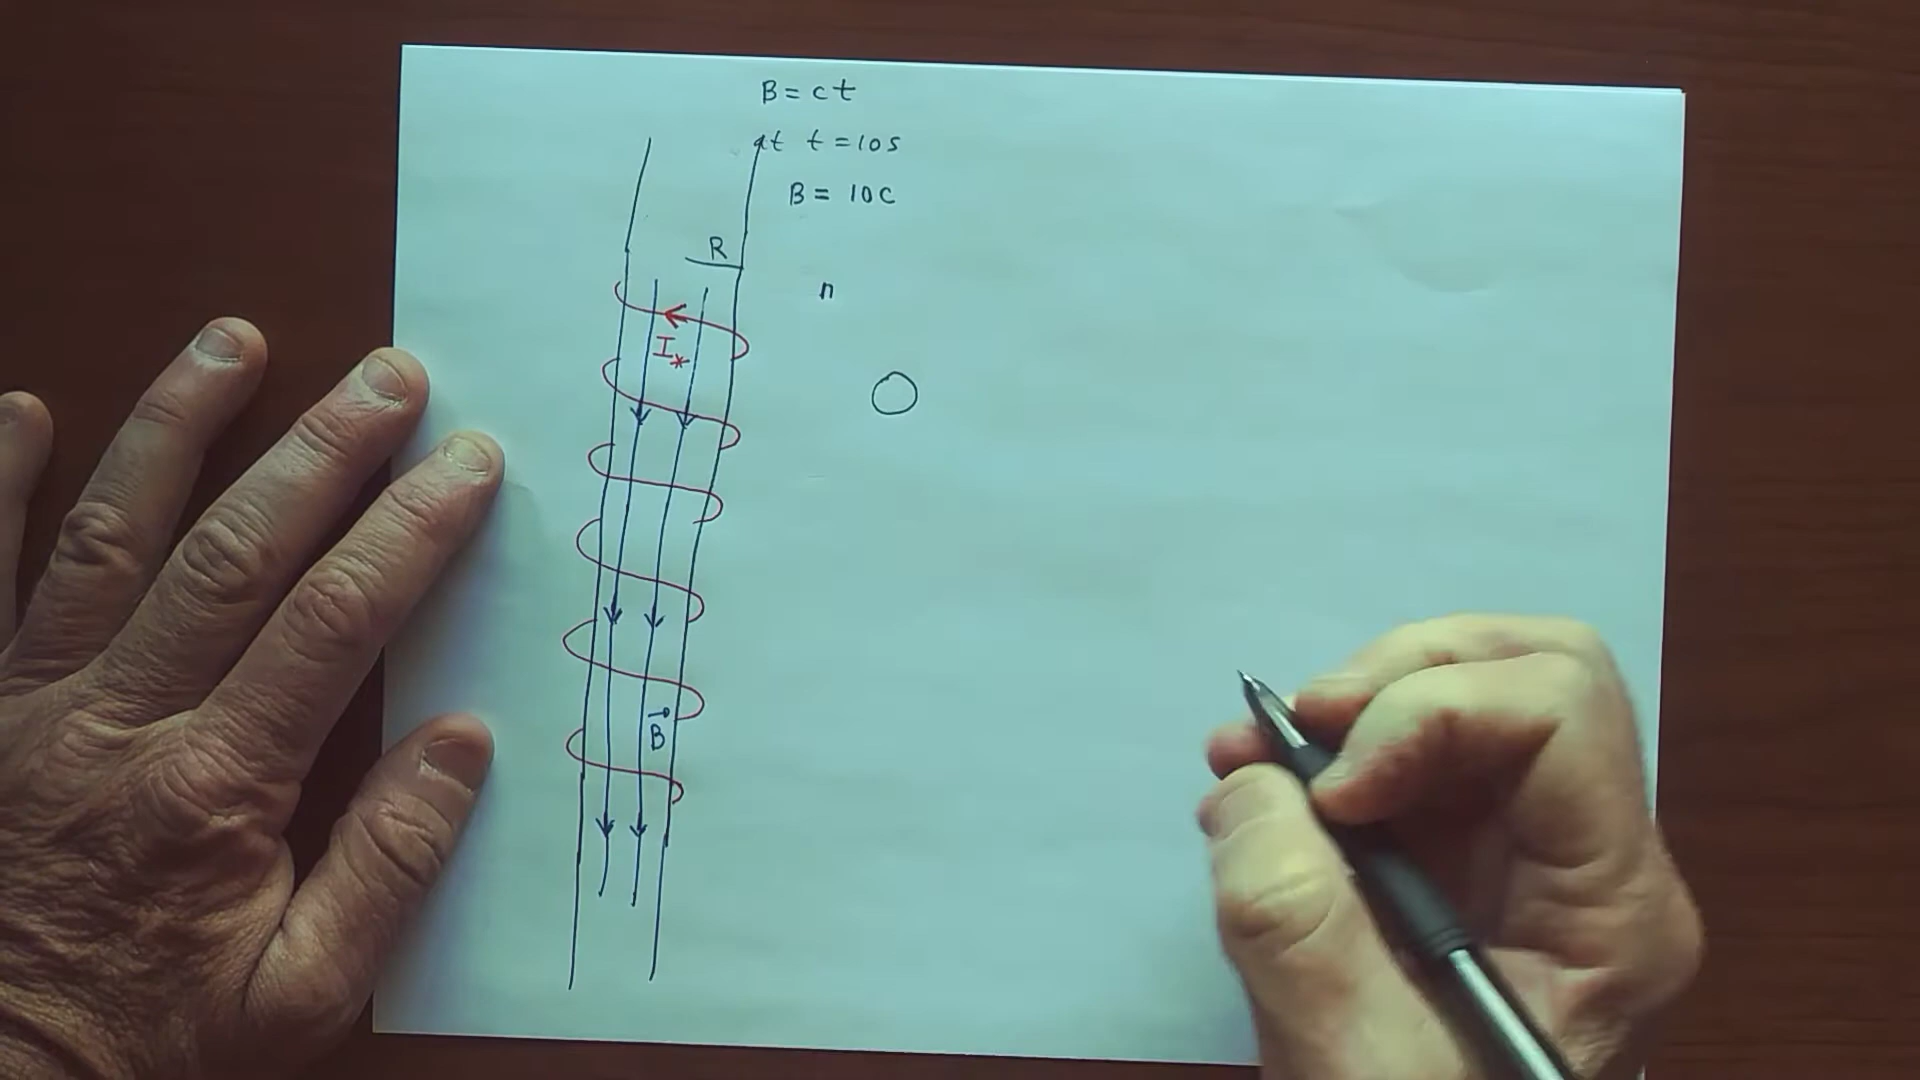 B = ct
at t = 10s
B = 10c
R
n
I*
B⃗